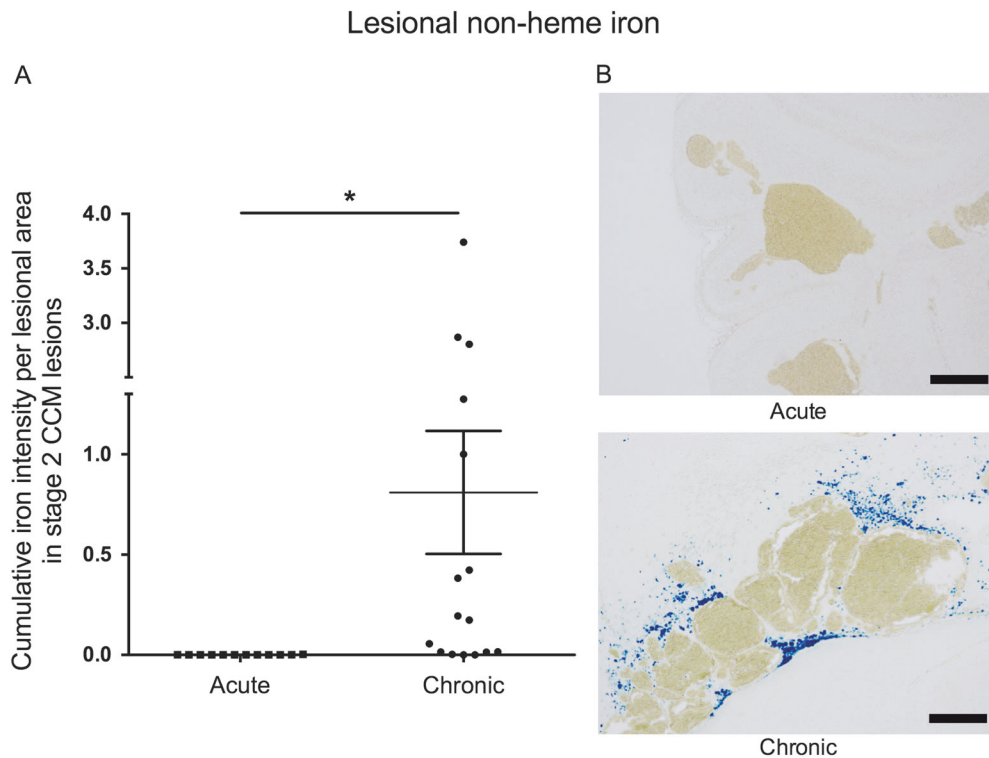 Lesional non-heme iron
A
Cumulative iron intensity per lesional area
in stage 2 CCM lesions
4.0
3.5
3.0
1.0
0.5
0.0
*
Acute
Chronic
B
Acute
Chronic